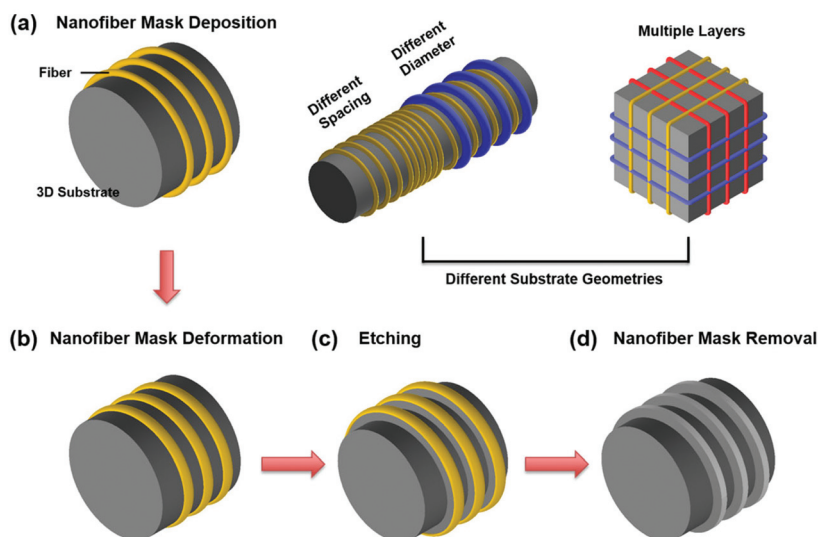 (a) Nanofiber Mask Deposition
Fiber
3D Substrate
Different
Spacing
Different
Diameter
Multiple Layers
Different Substrate Geometries
(b) Nanofiber Mask Deformation
(c) Etching
(d) Nanofiber Mask Removal